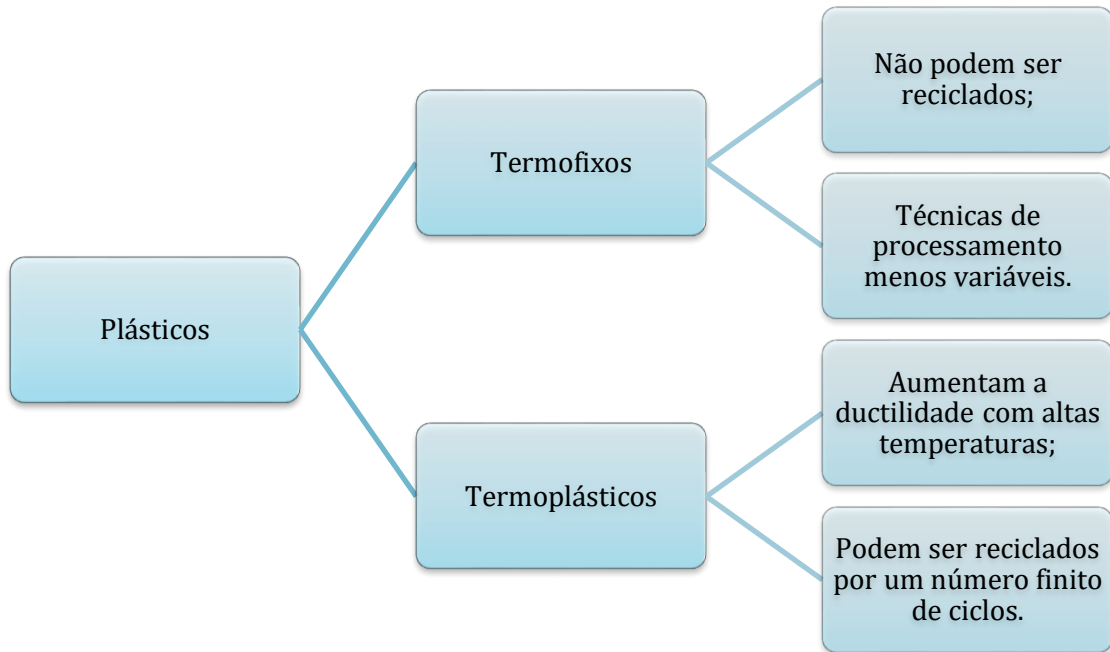 Plásticos
Termofixos
Não podem ser
reciclados;
Técnicas de
processamento
menos variáveis.
Termoplásticos
Aumentam a
ductilidade com altas
temperaturas;
Podem ser reciclados
por um número finito
de ciclos.